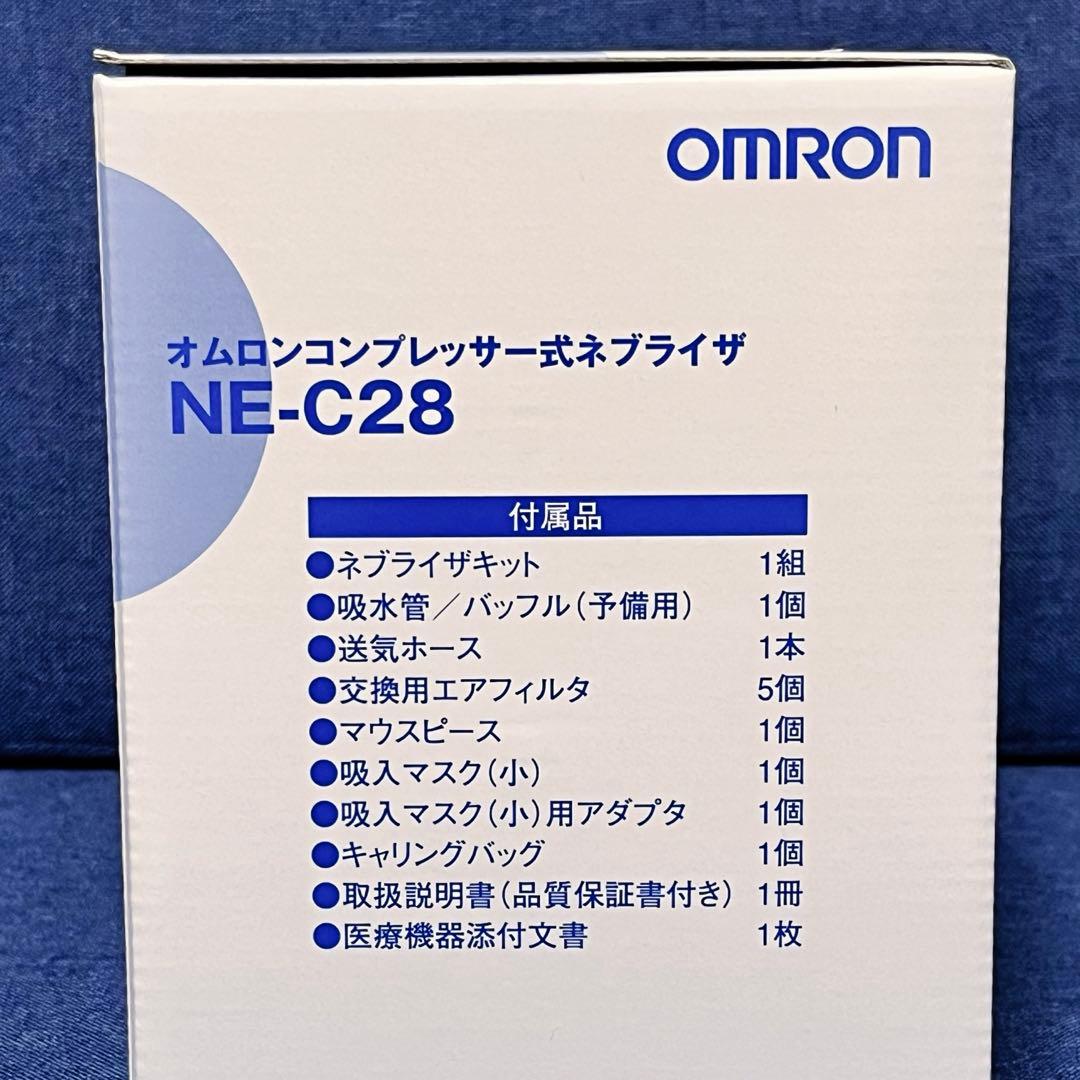 OMRON
オムロンコンプレッサー式ネブライザ
NE-C28
付属品
●ネブライザキット 1組
●吸水管／バッフル（予備用） 1個
●送気ホース 1本
●交換用エアフィルタ 5個
●マウスピース 1個
●吸入マスク（小） 1個
●吸入マスク（小）用アダプタ 1個
●キャリングバッグ 1個
●取扱説明書（品質保証書付き） 1冊
●医療機器添付文書 1枚